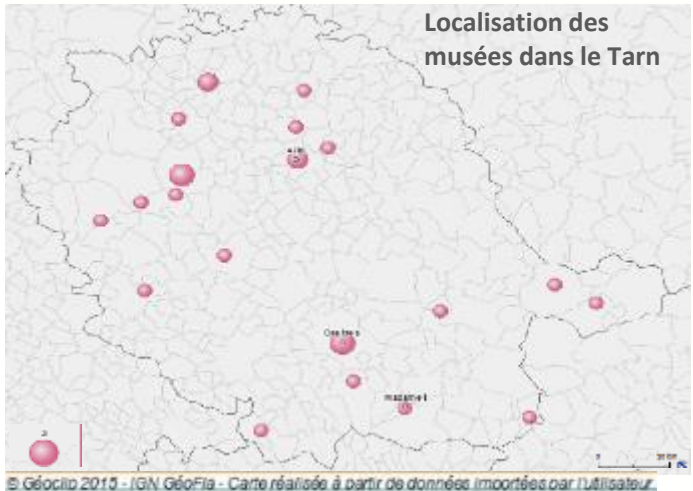 Localisation des
musées dans le Tarn
Castres
Mazamet
© Géoclip 2015 - IGN GéoFla - Carte réalisée à partir de données importées par l'utilisateur.